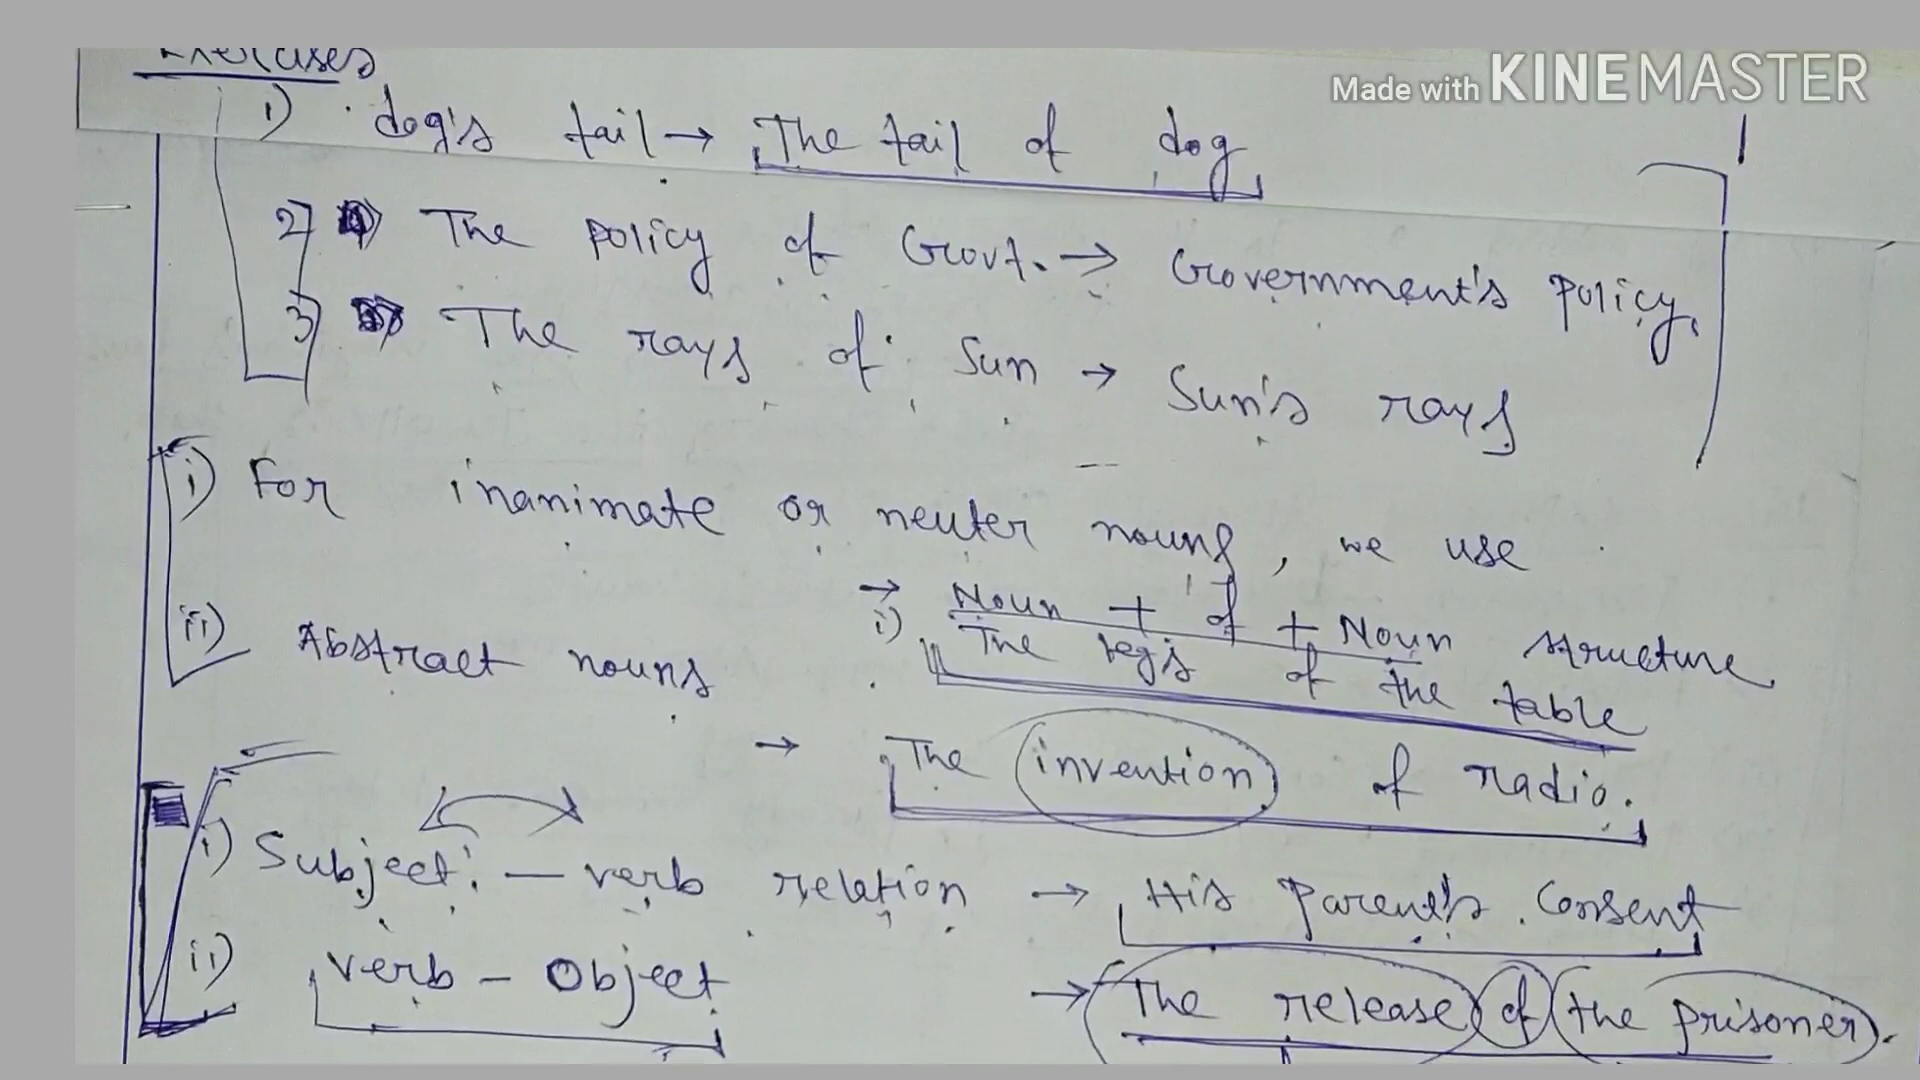 Exercises
Made with KINEMASTER
i) dog's tail → The tail of dog
2) The policy of Govt. → Government's policy.
3) The rays of Sun → Sun's rays
i) For inanimate or neuter nouns, we use
→ Noun + of + Noun structure
ii) Abstract nouns
i) The legs of the table
→ The invention of radio.
i) Subject - verb relation → His parent's consent
ii) verb - object → The release of the prisoner.